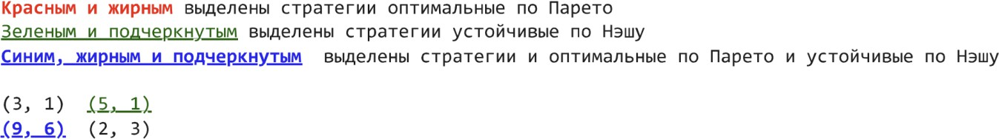 Красным и жирным выделены стратегии оптимальные по Парето
Зеленым и подчеркнутым выделены стратегии устойчивые по Нэшу
Синим, жирным и подчеркнутым выделены стратегии и оптимальные по Парето и устойчивые по Нэшу
(3, 1) (5, 1)
(9, 6) (2, 3)